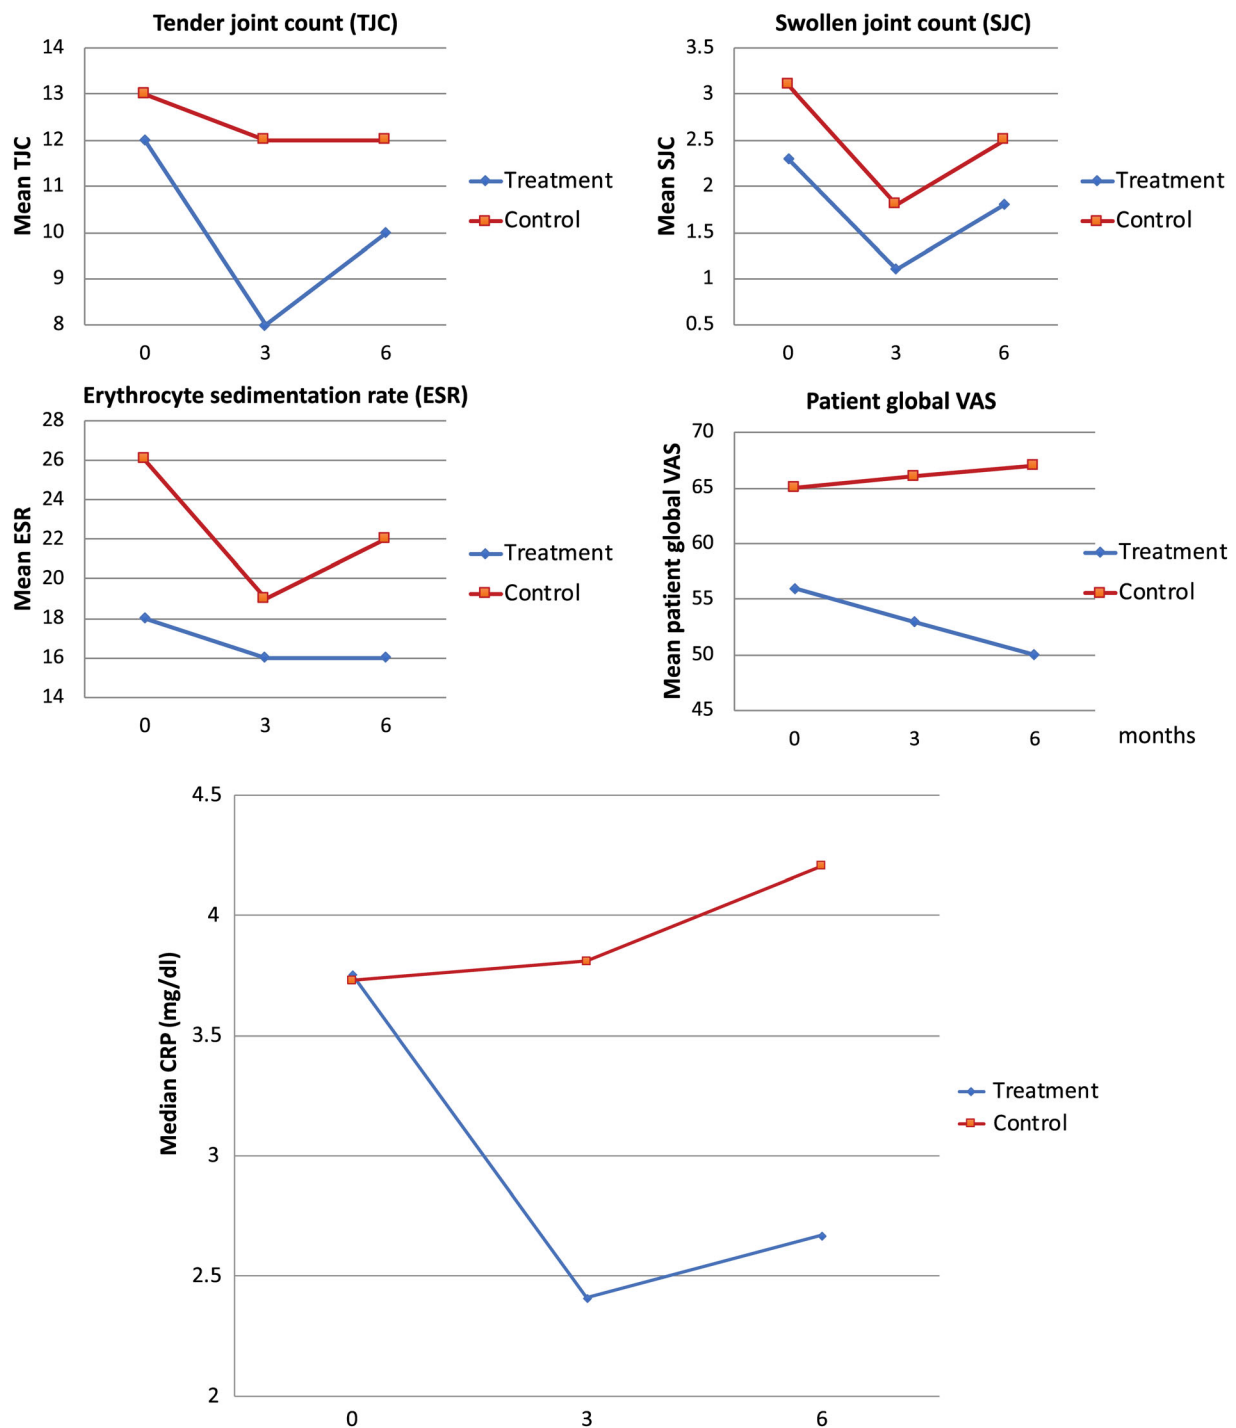 Tender joint count (TJC)
Mean TJC
14
13
12
11
10
9
8
0 3 6
Treatment
Control
Swollen joint count (SJC)
Mean SJC
3.5
3
2.5
2
1.5
1
0.5
0 3 6
Treatment
Control
Erythrocyte sedimentation rate (ESR)
Mean ESR
28
26
24
22
20
18
16
14
0 3 6
Treatment
Control
Patient global VAS
Mean patient global VAS
70
65
60
55
50
45
0 3 6 months
Treatment
Control
Median CRP (mg/dl)
4.5
4
3.5
3
2.5
2
0 3 6
Treatment
Control